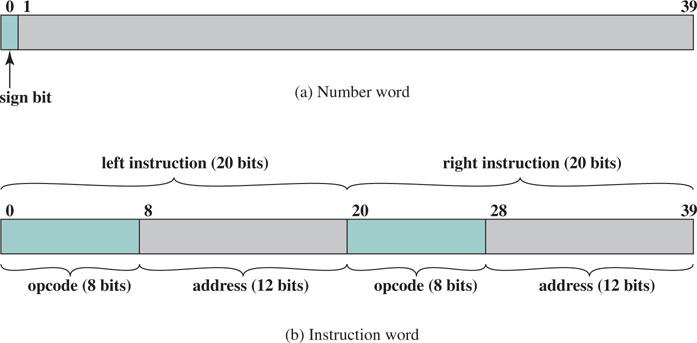 0 1 39
sign bit
(a) Number word
left instruction (20 bits) right instruction (20 bits)
0 8 20 28 39
opcode (8 bits) address (12 bits) opcode (8 bits) address (12 bits)
(b) Instruction word